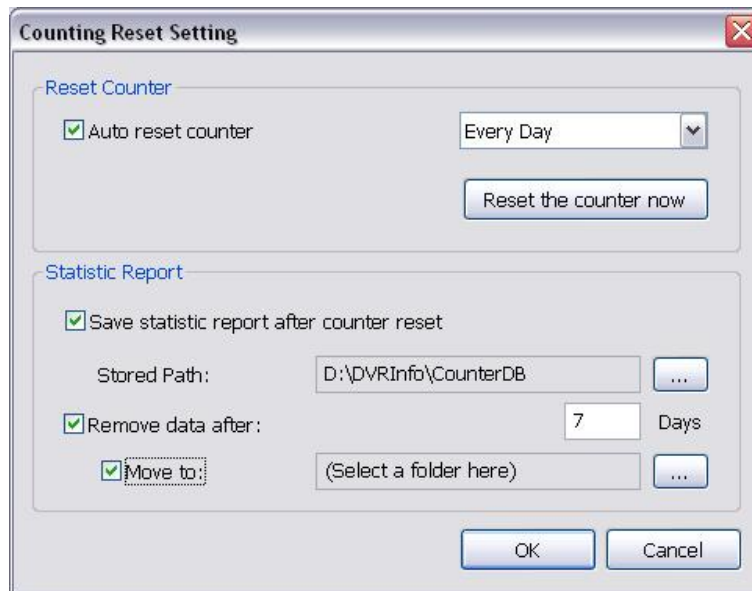 Counting Reset Setting
Reset Counter
Auto reset counter
Every Day
Reset the counter now
Statistic Report
Save statistic report after counter reset
Stored Path:
D:\DVRInfo\CounterDB
...
Remove data after:
7
Days
Move to:
(Select a folder here)
...
OK
Cancel